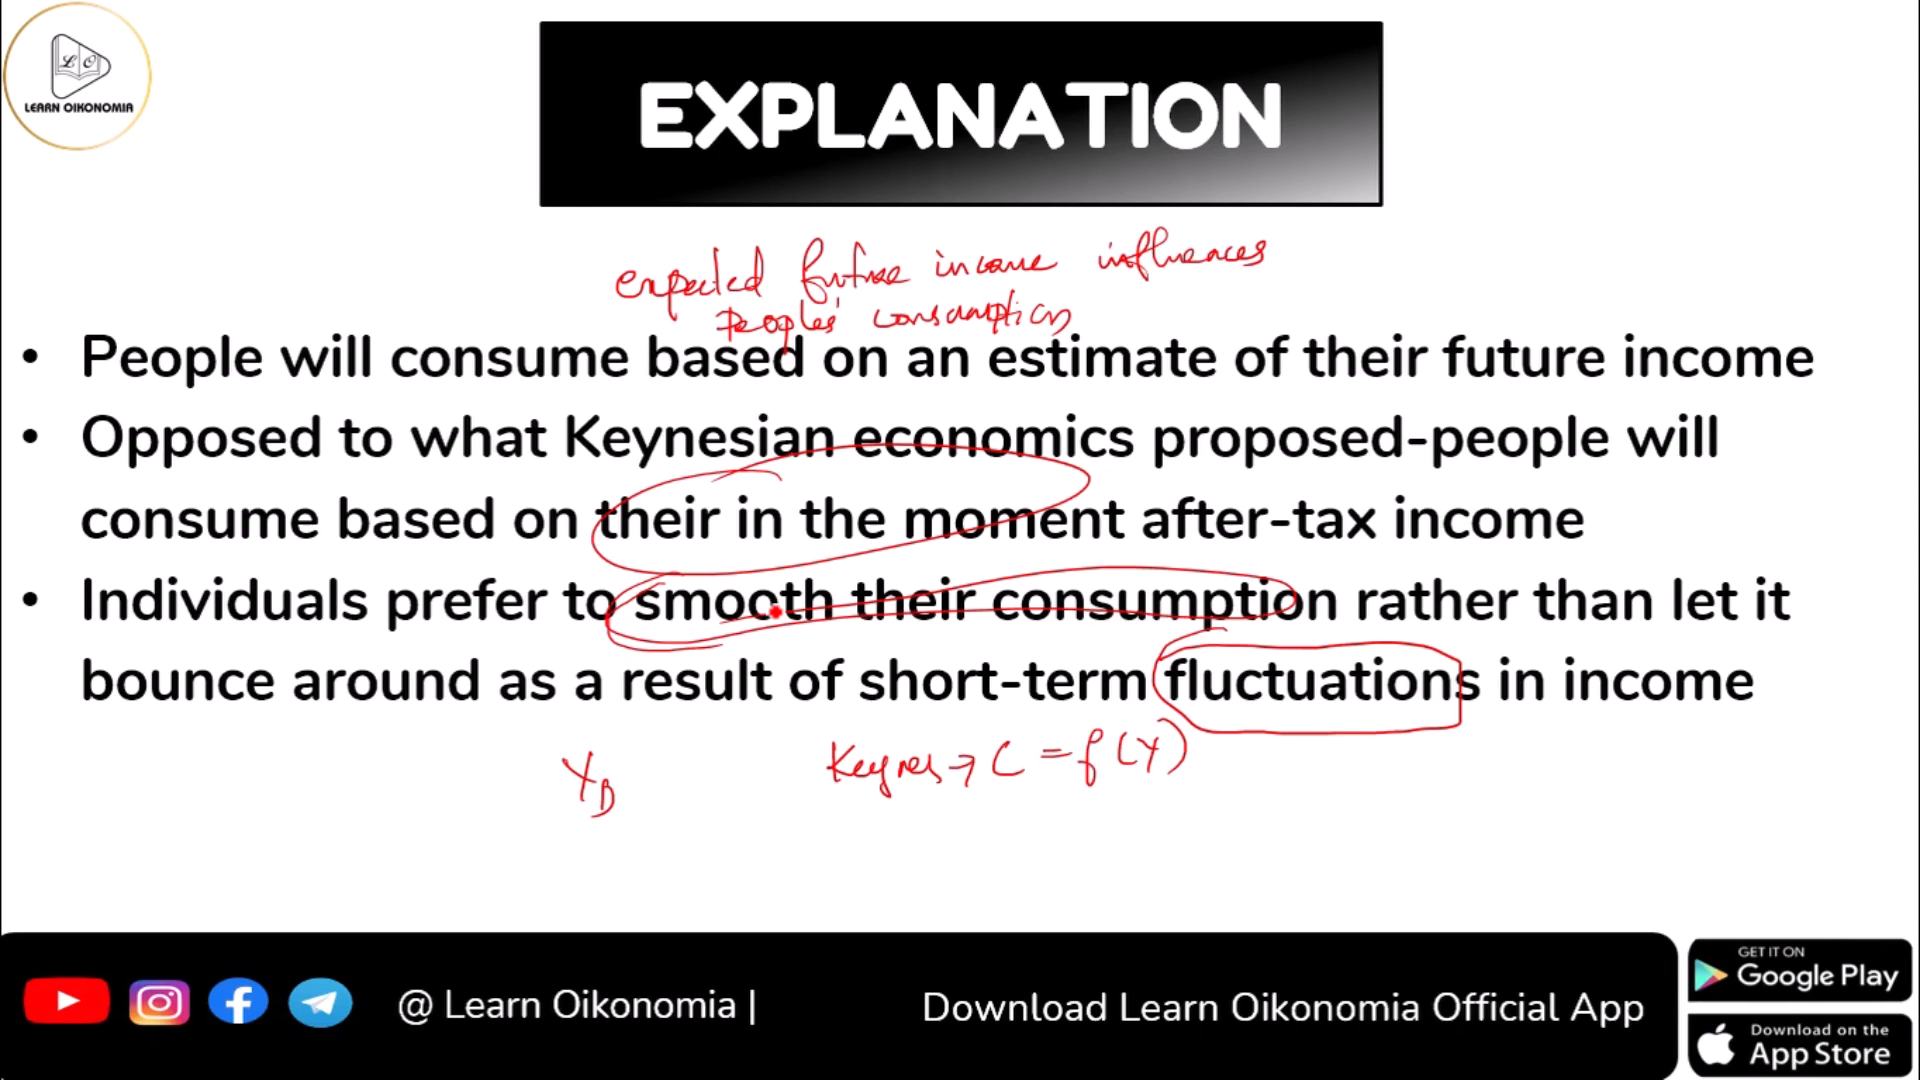 LO
LEARN OIKONOMIA
EXPLANATION
expected future income influences
peoples' consumption
• People will consume based on an estimate of their future income
• Opposed to what Keynesian economics proposed-people will
consume based on their in the moment after-tax income
• Individuals prefer to smooth their consumption rather than let it
bounce around as a result of short-term fluctuations in income
Y_D
Keynes → C = f(Y)
@ Learn Oikonomia |
Download Learn Oikonomia Official App
GET IT ON
Google Play
Download on the
App Store